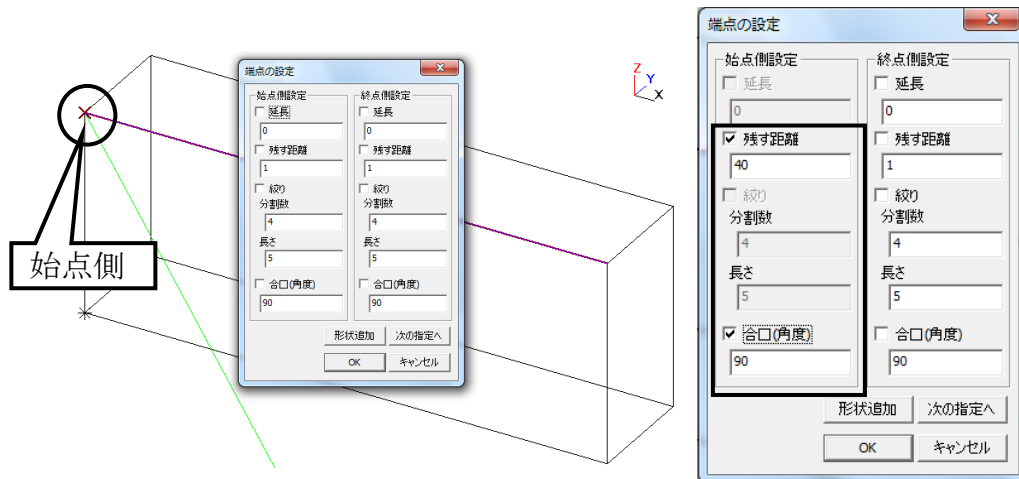 端点の設定
始点側設定
延長
0
残す距離
1
絞り
分割数
4
長さ
5
合口(角度)
90
終点側設定
延長
0
残す距離
1
絞り
分割数
4
長さ
5
合口(角度)
90
形状追加 次の指定へ
OK キャンセル
始点側
Z
Y
X
端点の設定
始点側設定
延長
0
残す距離
40
絞り
分割数
4
長さ
5
合口(角度)
90
終点側設定
延長
0
残す距離
1
絞り
分割数
4
長さ
5
合口(角度)
90
形状追加 次の指定へ
OK キャンセル